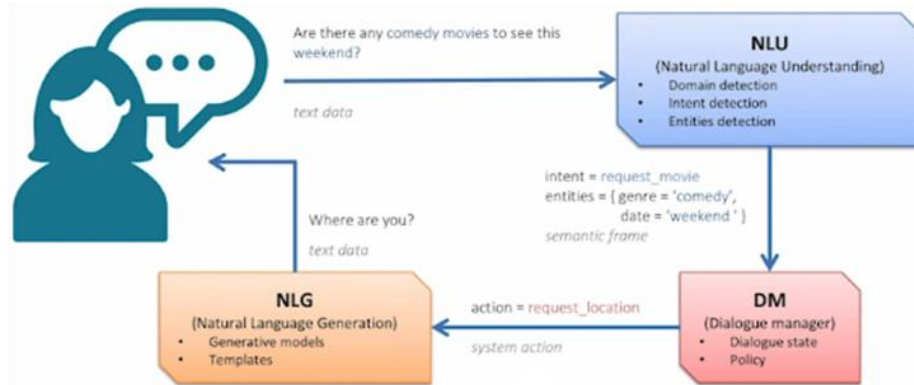 Are there any comedy movies to see this
weekend?
text data
NLU
(Natural Language Understanding)
• Domain detection
• Intent detection
• Entities detection
intent = request_movie
entities = { genre = 'comedy',
date = 'weekend' }
semantic frame
DM
(Dialogue manager)
• Dialogue state
• Policy
action = request_location
system action
NLG
(Natural Language Generation)
• Generative models
• Templates
Where are you?
text data